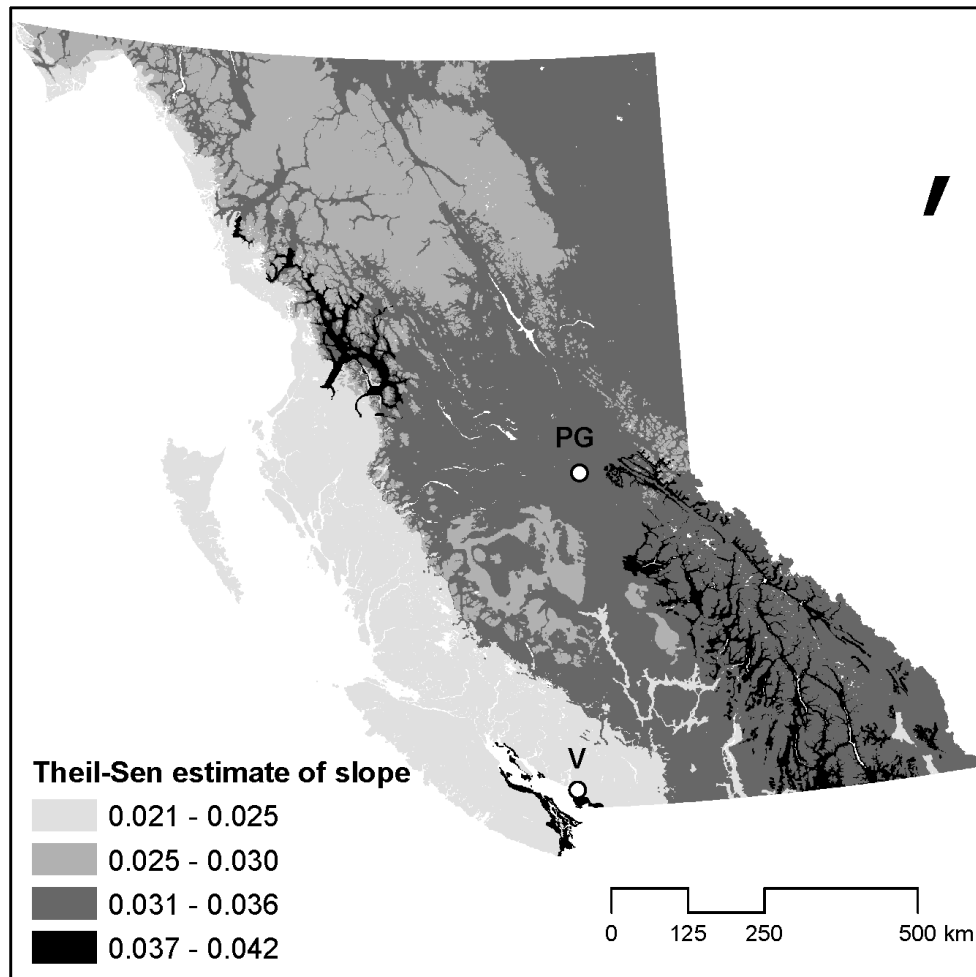 PG
V
Theil-Sen estimate of slope
0.021 - 0.025
0.025 - 0.030
0.031 - 0.036
0.037 - 0.042
0 125 250 500 km